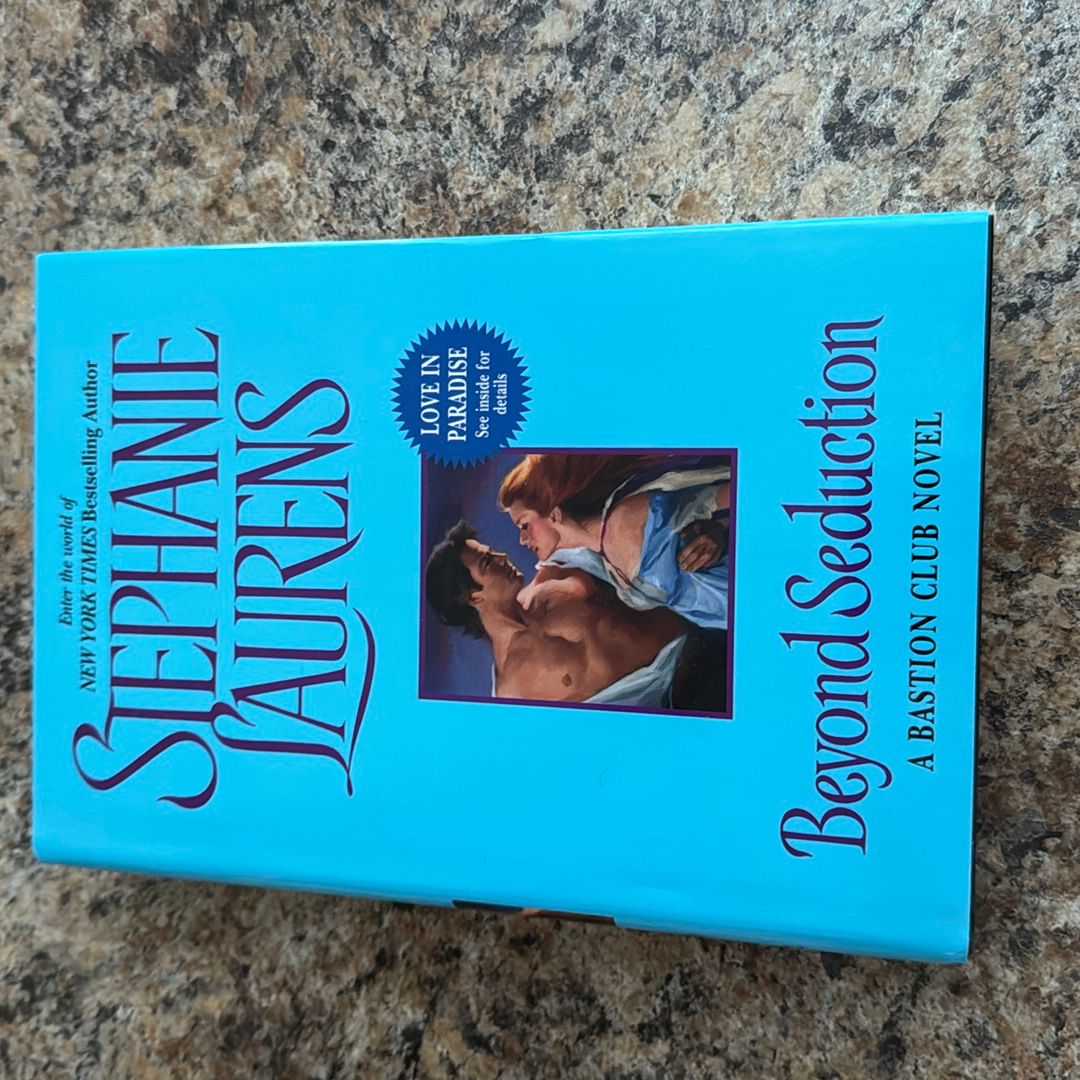 Enter the world of
NEW YORK TIMES Bestselling Author
STEPHANIE
LAURENS
LOVE IN
PARADISE
See inside for
details
Beyond Seduction
A BASTION CLUB NOVEL